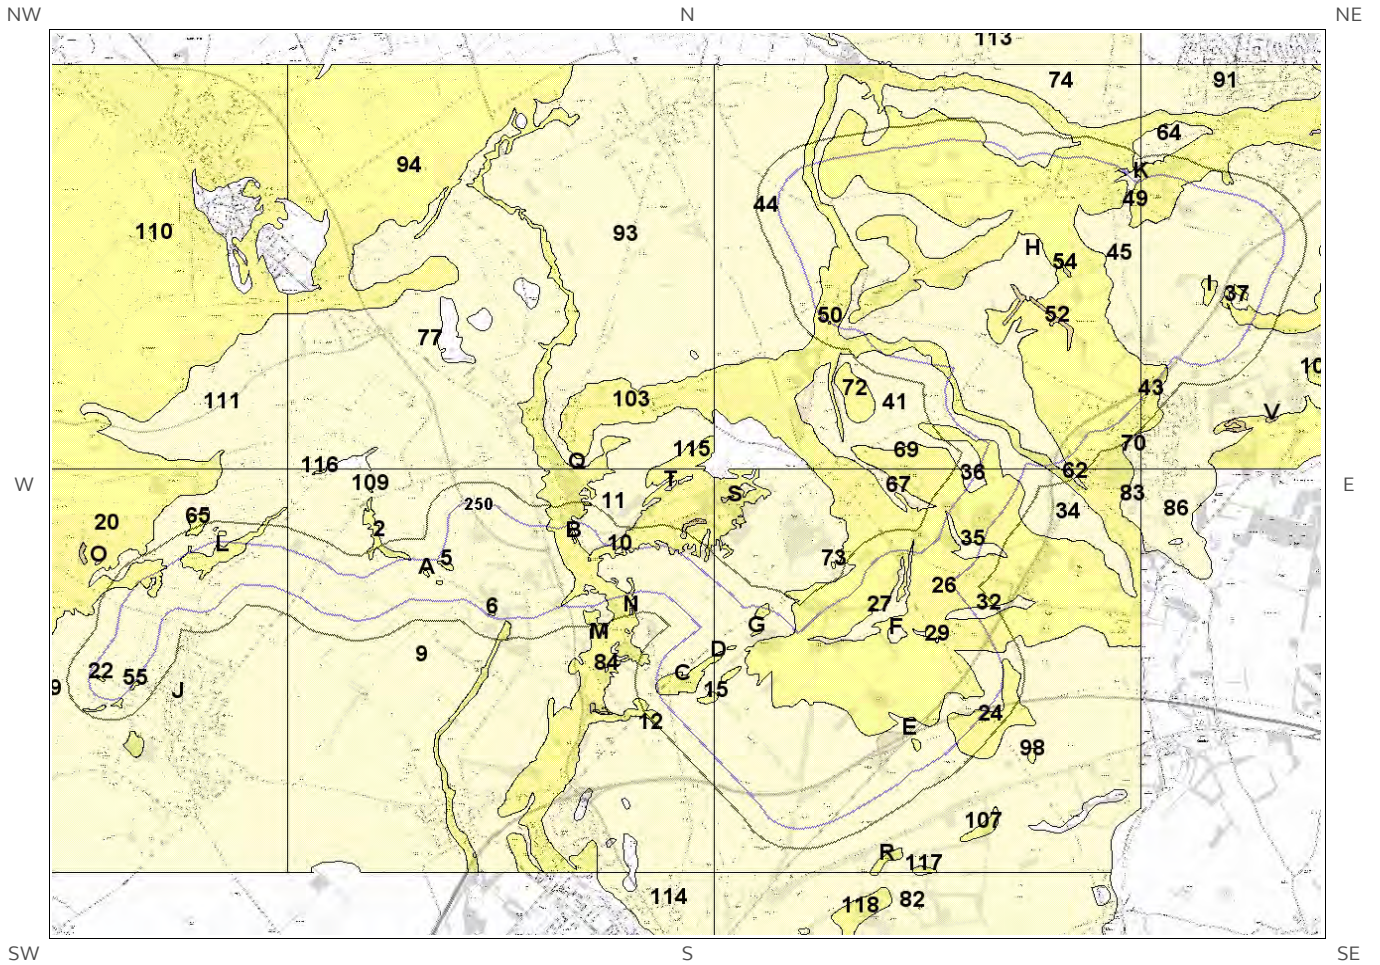 NW N NE
113
74 91
64
94
K
49
44
110 93 H 45
54
I 37
50 52
77
72 43 10
111 103 41 V
115 69 70
116 Q
W 109 T 36 62 E
S 67 83
250 11 34 86
20 65 2 B
L 10 35
O A 5 73
26
6 N 27 32
M G F 29
9 84 D
22 55 C
9 J 15
12 24
E 98
107
R 117
114 118 82
SW S SE